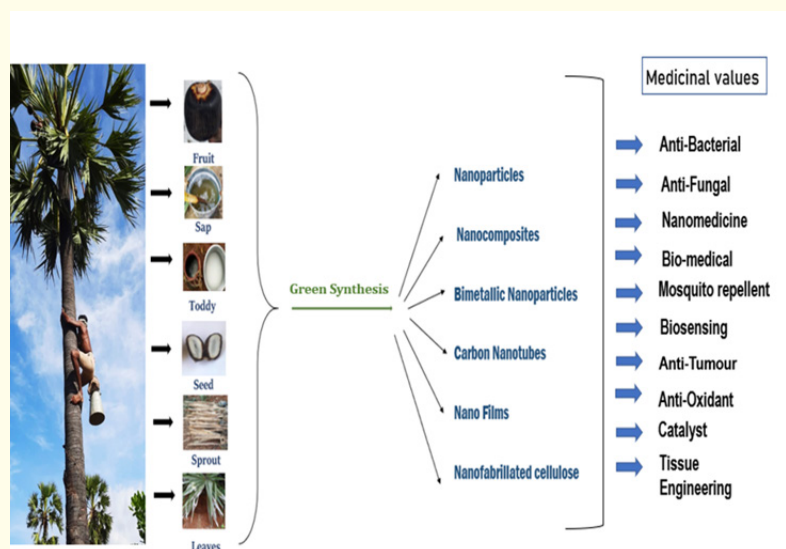 Medicinal values
Fruit
Sap
Toddy
Seed
Sprout
Leaves
Green Synthesis
Nanoparticles
Nanocomposites
Bimetallic Nanoparticles
Carbon Nanotubes
Nano Films
Nanofabrillated cellulose
Anti-Bacterial
Anti-Fungal
Nanomedicine
Bio-medical
Mosquito repellent
Biosensing
Anti-Tumour
Anti-Oxidant
Catalyst
Tissue
Engineering